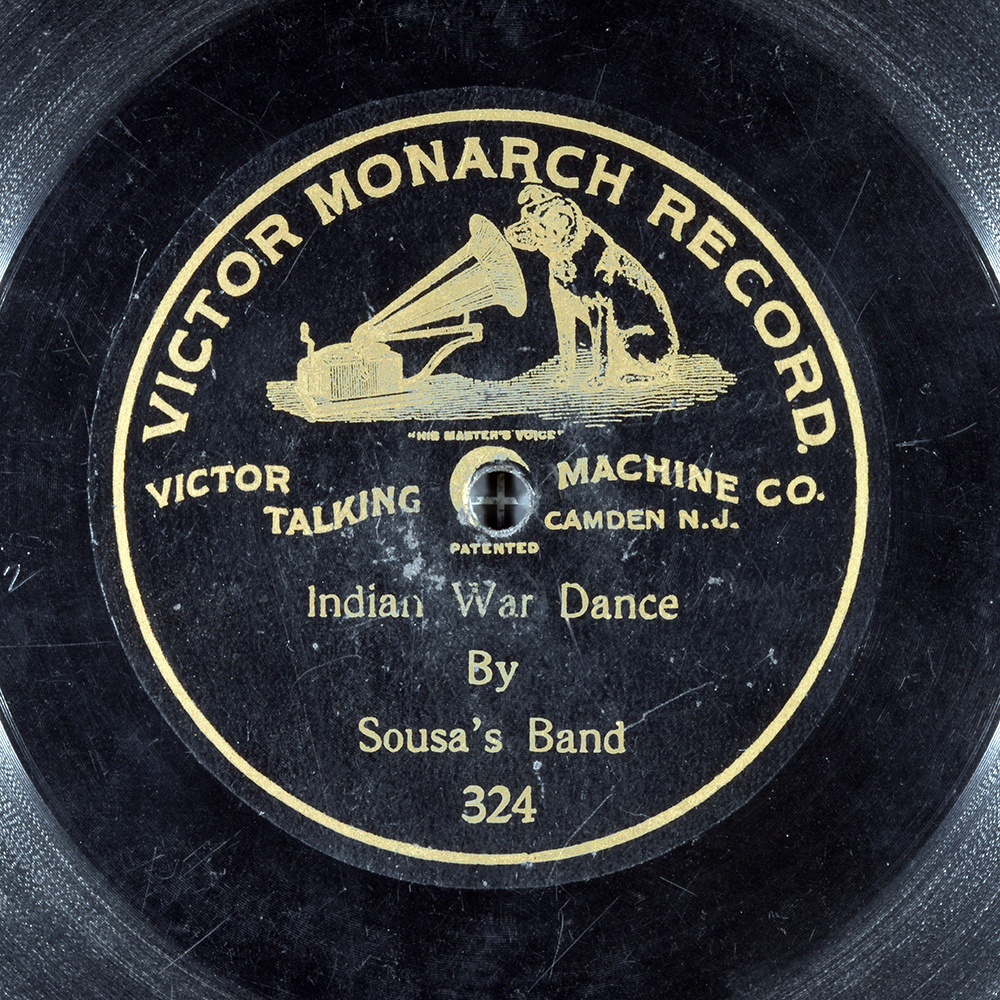 VICTOR MONARCH RECORD.
"HIS MASTER'S VOICE"
VICTOR TALKING MACHINE CO.
CAMDEN N.J.
PATENTED
Indian War Dance
By
Sousa's Band
324